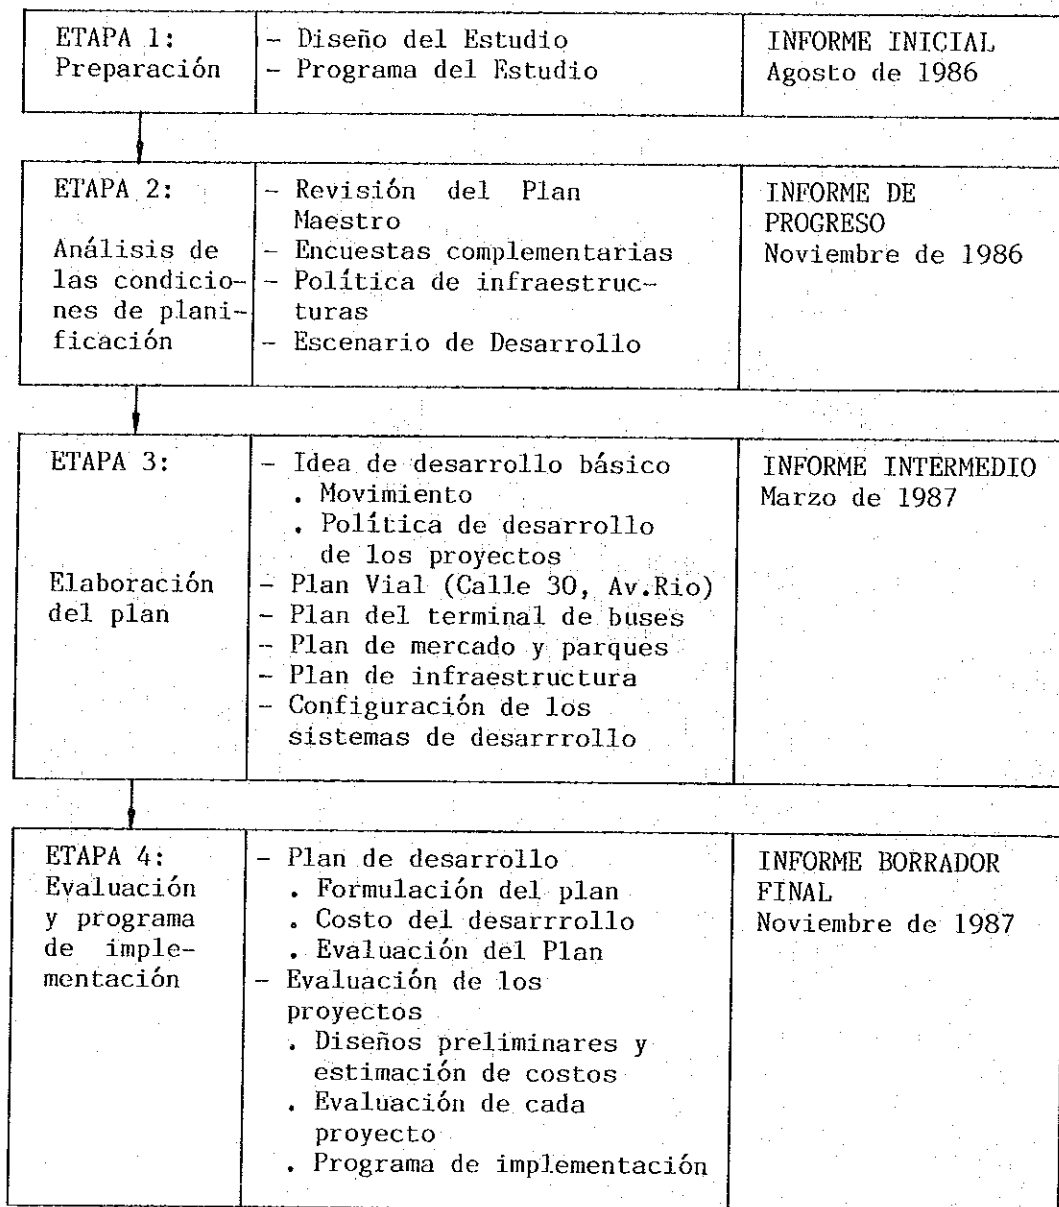 ETAPA 1:
Preparación
- Diseño del Estudio
- Programa del Estudio
INFORME INICIAL
Agosto de 1986
ETAPA 2:
Análisis de
las condicio-
nes de plani-
ficación
- Revisión del Plan
Maestro
- Encuestas complementarias
- Política de infraestruc-
turas
- Escenario de Desarrollo
INFORME DE
PROGRESO
Noviembre de 1986
ETAPA 3:
Elaboración
del plan
- Idea de desarrollo básico
. Movimiento
. Política de desarrollo
de los proyectos
- Plan Vial (Calle 30, Av.Rio)
- Plan del terminal de buses
- Plan de mercado y parques
- Plan de infraestructura
- Configuración de los
sistemas de desarrrollo
INFORME INTERMEDIO
Marzo de 1987
ETAPA 4:
Evaluación
y programa
de imple-
mentación
- Plan de desarrollo
. Formulación del plan
. Costo del desarrrollo
. Evaluación del Plan
- Evaluación de los
proyectos
. Diseños preliminares y
estimación de costos
. Evaluación de cada
proyecto
. Programa de implementación
INFORME BORRADOR
FINAL
Noviembre de 1987